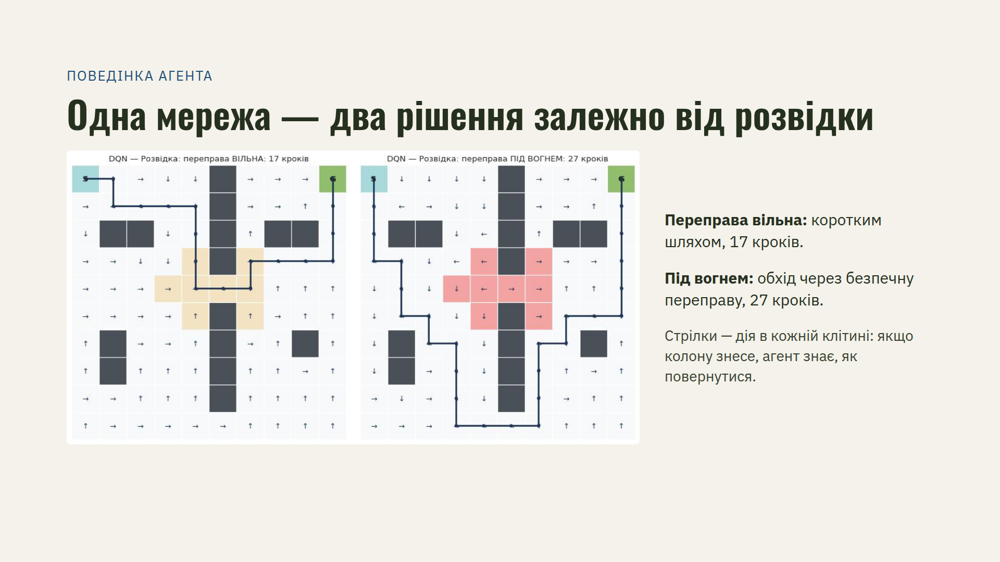 ПОВЕДІНКА АГЕНТА
Одна мережа — два рішення залежно від розвідки
DQN — Розвідка: переправа ВІЛЬНА: 17 кроків
S
G
DQN — Розвідка: переправа ПІД ВОГНЕМ: 27 кроків
S
G
Переправа вільна: коротким
шляхом, 17 кроків.
Під вогнем: обхід через безпечну
переправу, 27 кроків.
Стрілки — дія в кожній клітині: якщо
колону знесе, агент знає, як
повернутися.